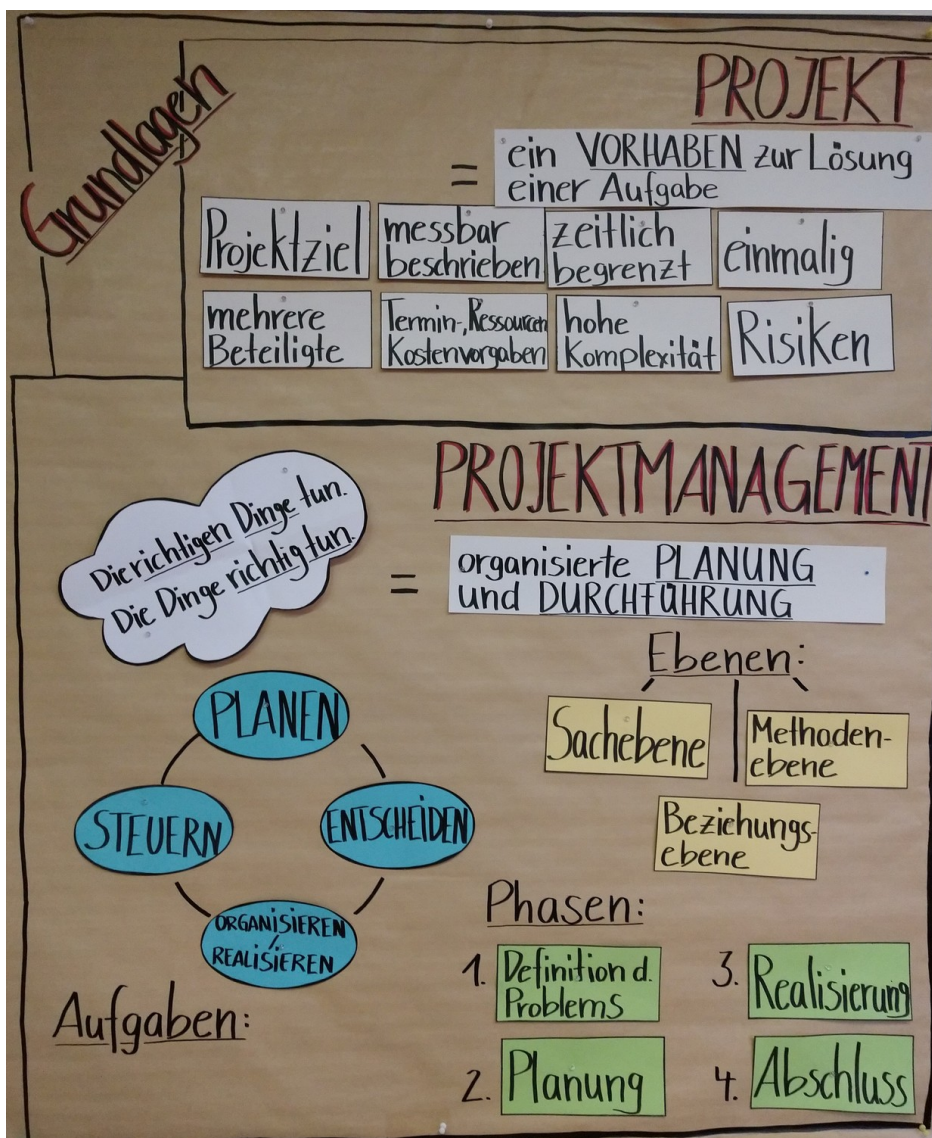 Grundlagen
PROJEKT
= ein VORHABEN zur Lösung
einer Aufgabe
Projektziel
messbar
beschrieben
zeitlich
begrenzt
einmalig
mehrere
Beteiligte
Termin-, Ressourcen
Kostenvorgaben
hohe
Komplexität
Risiken
PROJEKTMANAGEMENT
Die richtigen Dinge tun.
Die Dinge richtig tun.
= organisierte PLANUNG
und DURCHFÜHRUNG
Ebenen:
Sachebene
Methoden-
ebene
Beziehungs-
ebene
PLANEN
STEUERN
ENTSCHEIDEN
ORGANISIEREN
/
REALISIEREN
Aufgaben:
Phasen:
1. Definition d.
Problems
2. Planung
3. Realisierung
4. Abschluss